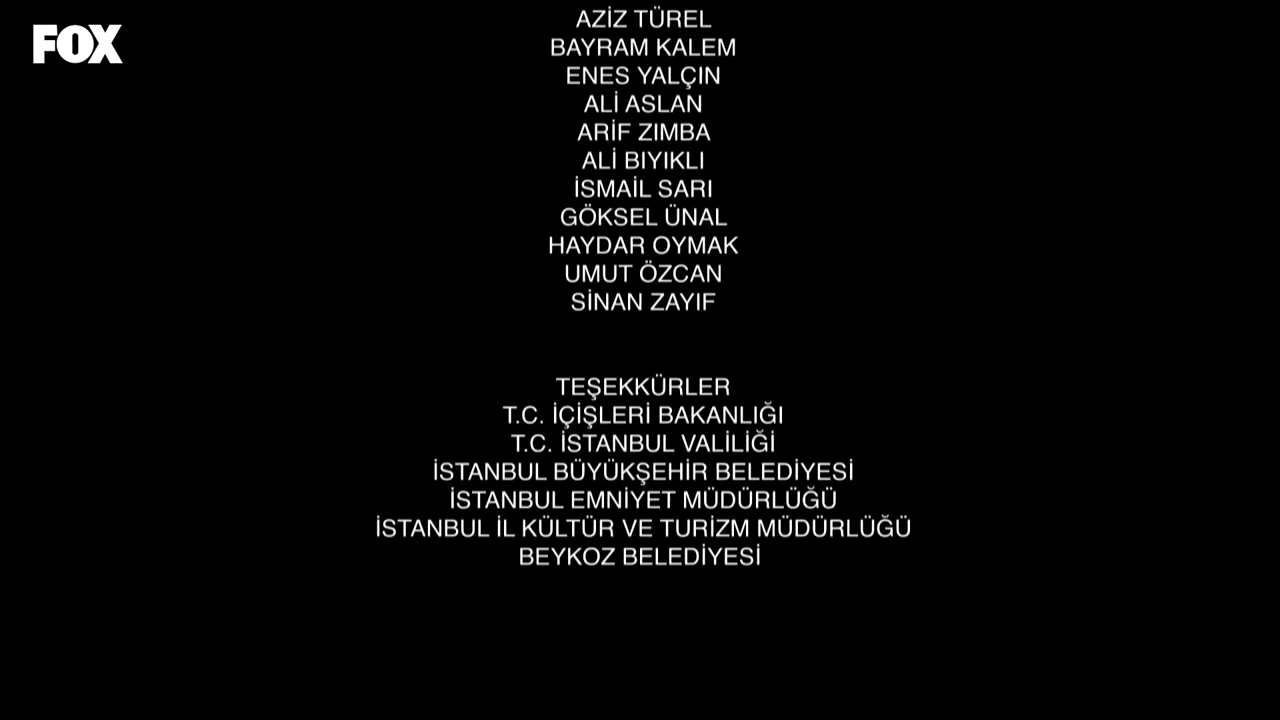 FOX
AZİZ TÜREL
BAYRAM KALEM
ENES YALÇIN
ALİ ASLAN
ARİF ZIMBA
ALİ BIYIKLI
İSMAİL SARI
GÖKSEL ÜNAL
HAYDAR OYMAK
UMUT ÖZCAN
SİNAN ZAYIF
TEŞEKKÜRLER
T.C. İÇİŞLERİ BAKANLIĞI
T.C. İSTANBUL VALİLİĞİ
İSTANBUL BÜYÜKŞEHİR BELEDİYESİ
İSTANBUL EMNİYET MÜDÜRLÜĞÜ
İSTANBUL İL KÜLTÜR VE TURİZM MÜDÜRLÜĞÜ
BEYKOZ BELEDİYESİ